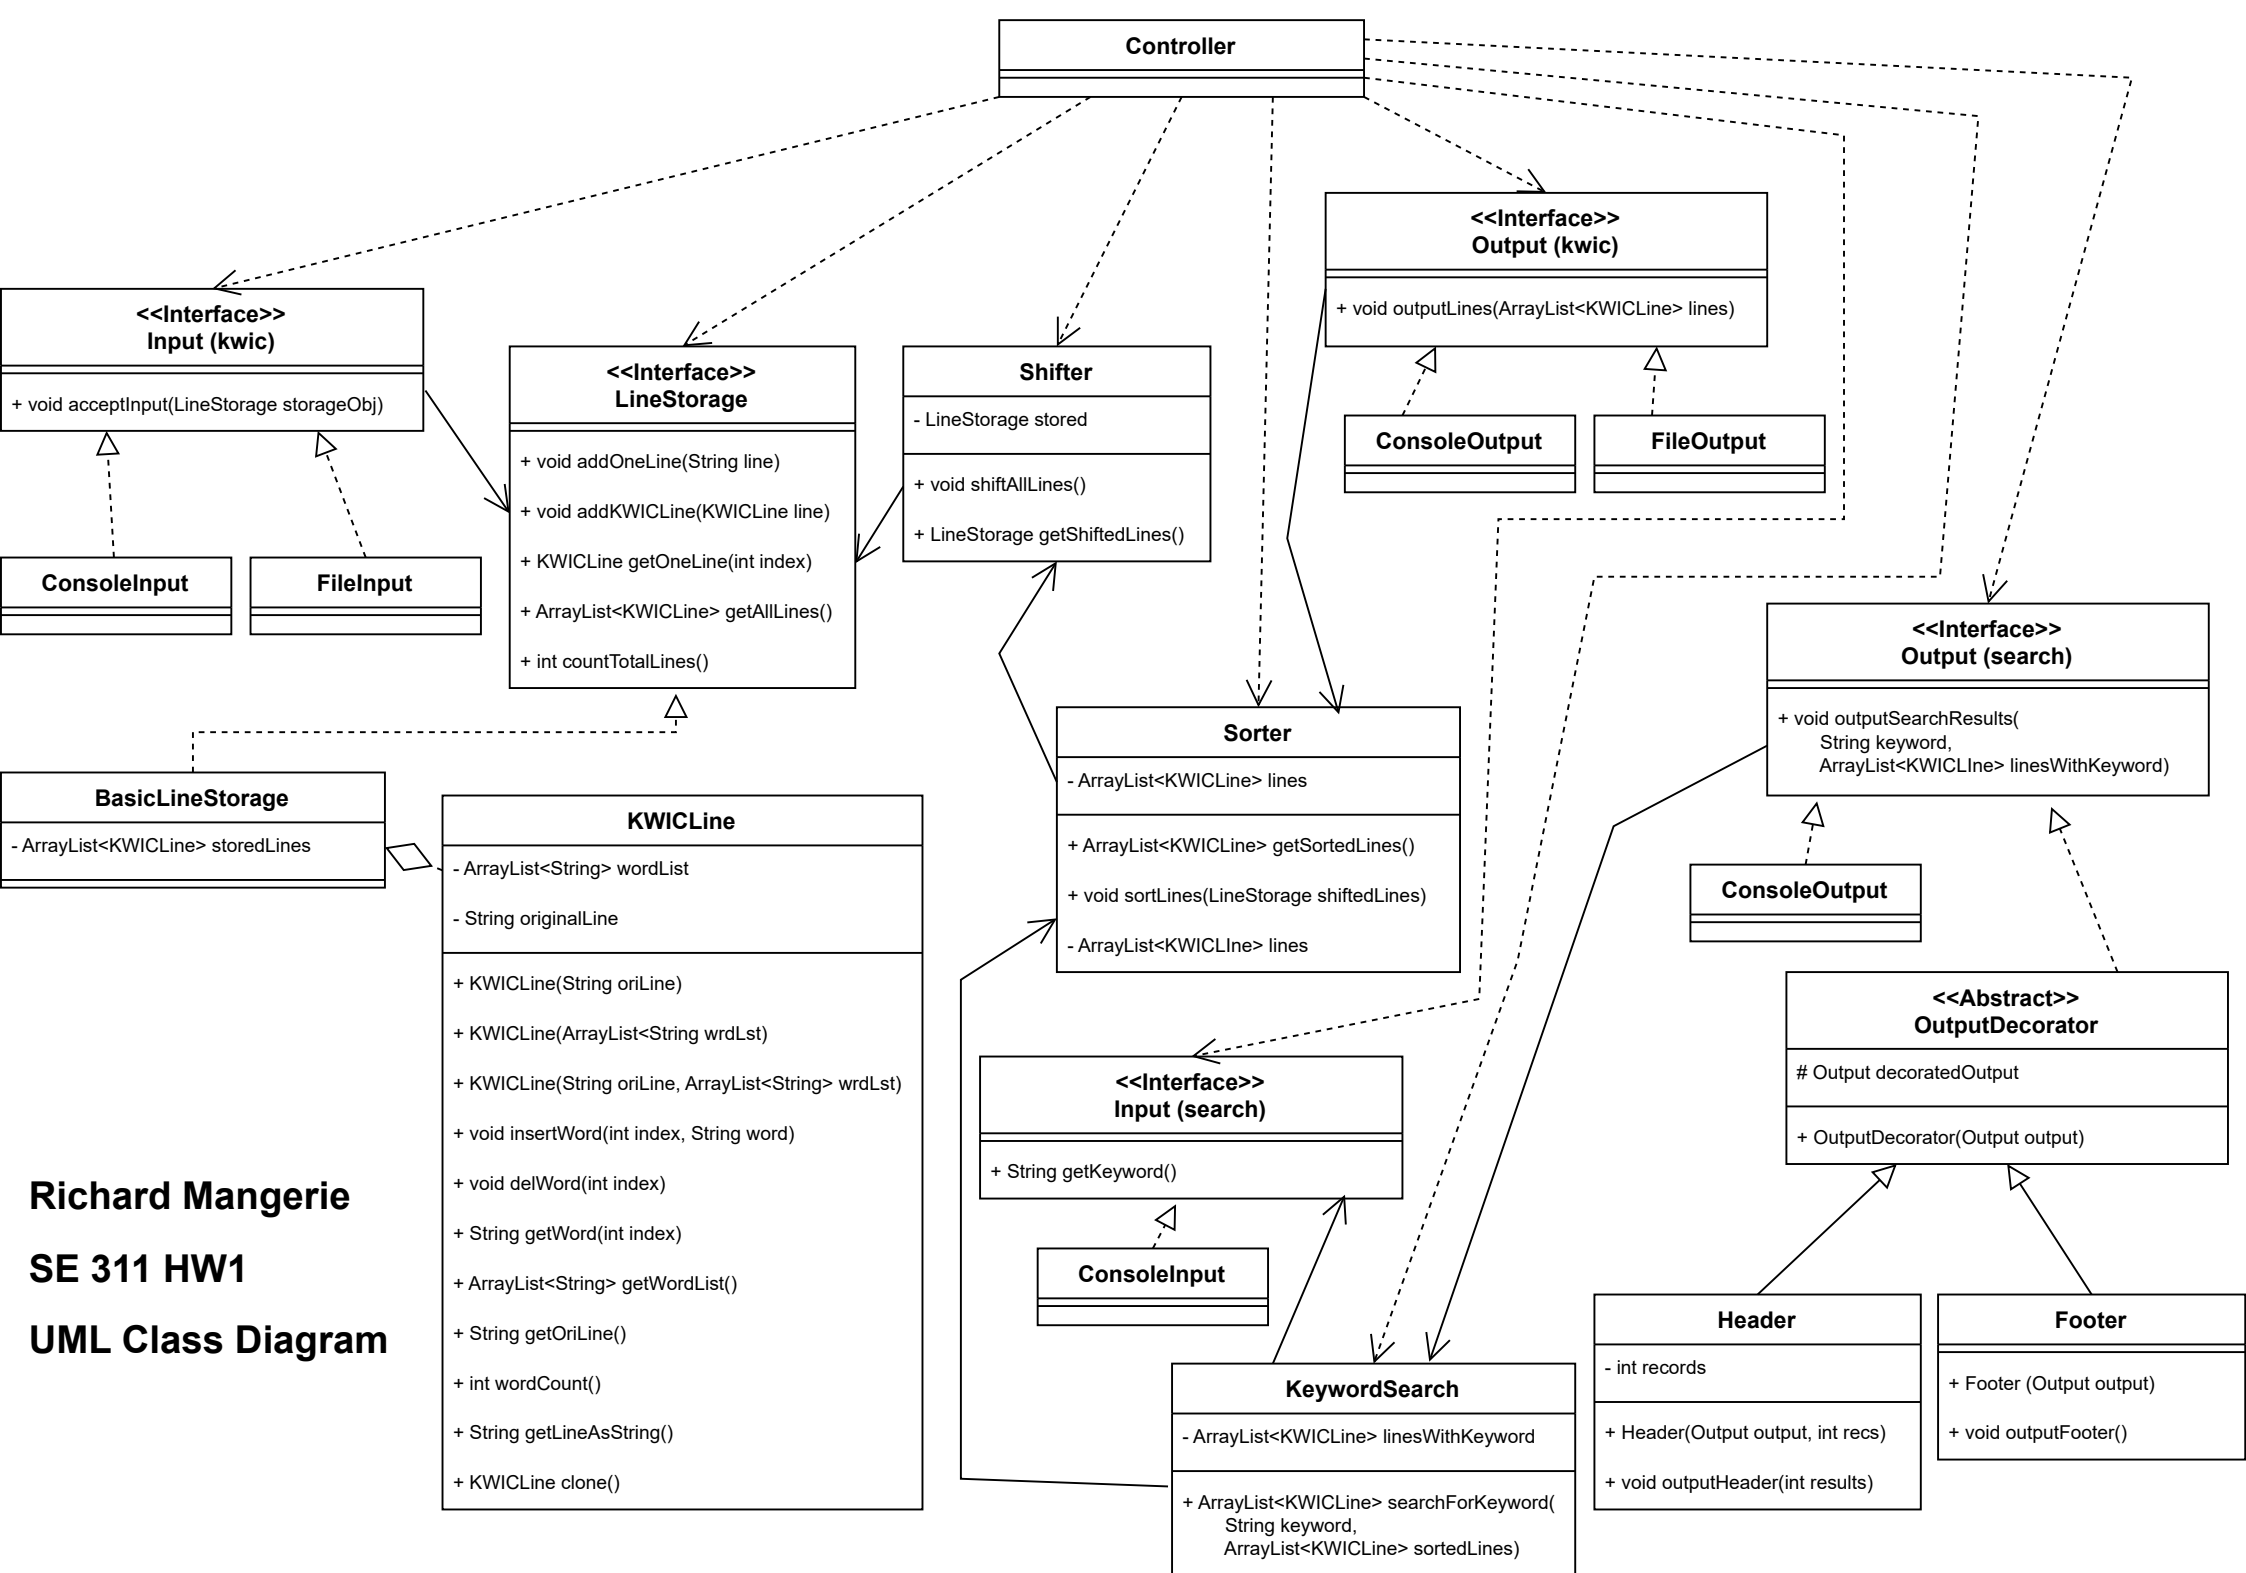 Controller
<<Interface>>
Input (kwic)
+ void acceptInput(LineStorage storageObj)
ConsoleInput
FileInput
<<Interface>>
LineStorage
+ void addOneLine(String line)
+ void addKWICLine(KWICLine line)
+ KWICLine getOneLine(int index)
+ ArrayList<KWICLine> getAllLines()
+ int countTotalLines()
Shifter
- LineStorage stored
+ void shiftAllLines()
+ LineStorage getShiftedLines()
<<Interface>>
Output (kwic)
+ void outputLines(ArrayList<KWICLine> lines)
ConsoleOutput
FileOutput
<<Interface>>
Output (search)
+ void outputSearchResults(
String keyword,
ArrayList<KWICLIne> linesWithKeyword)
ConsoleOutput
BasicLineStorage
- ArrayList<KWICLine> storedLines
KWICLine
- ArrayList<String> wordList
- String originalLine
+ KWICLine(String oriLine)
+ KWICLine(ArrayList<String wrdLst)
+ KWICLine(String oriLine, ArrayList<String> wrdLst)
+ void insertWord(int index, String word)
+ void delWord(int index)
+ String getWord(int index)
+ ArrayList<String> getWordList()
+ String getOriLine()
+ int wordCount()
+ String getLineAsString()
+ KWICLine clone()
Sorter
- ArrayList<KWICLine> lines
+ ArrayList<KWICLine> getSortedLines()
+ void sortLines(LineStorage shiftedLines)
- ArrayList<KWICLIne> lines
<<Interface>>
Input (search)
+ String getKeyword()
ConsoleInput
<<Abstract>>
OutputDecorator
# Output decoratedOutput
+ OutputDecorator(Output output)
Header
- int records
+ Header(Output output, int recs)
+ void outputHeader(int results)
Footer
+ Footer (Output output)
+ void outputFooter()
KeywordSearch
- ArrayList<KWICLine> linesWithKeyword
+ ArrayList<KWICLine> searchForKeyword(
String keyword,
ArrayList<KWICLine> sortedLines)
Richard Mangerie
SE 311 HW1
UML Class Diagram